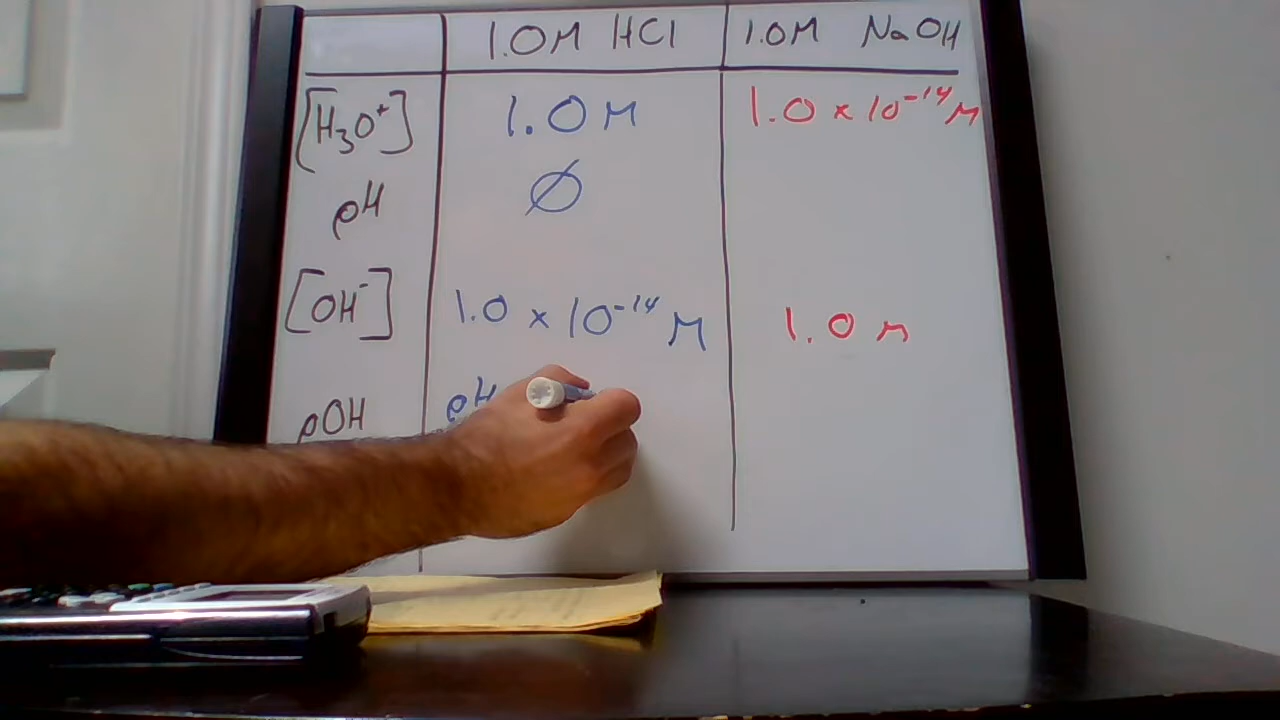 1.0M HCl 1.0M NaOH
[H₃O⁺] 1.0 M 1.0 x 10⁻¹⁴ M
pH Ø
[OH⁻] 1.0 x 10⁻¹⁴ M 1.0 M
pOH pH